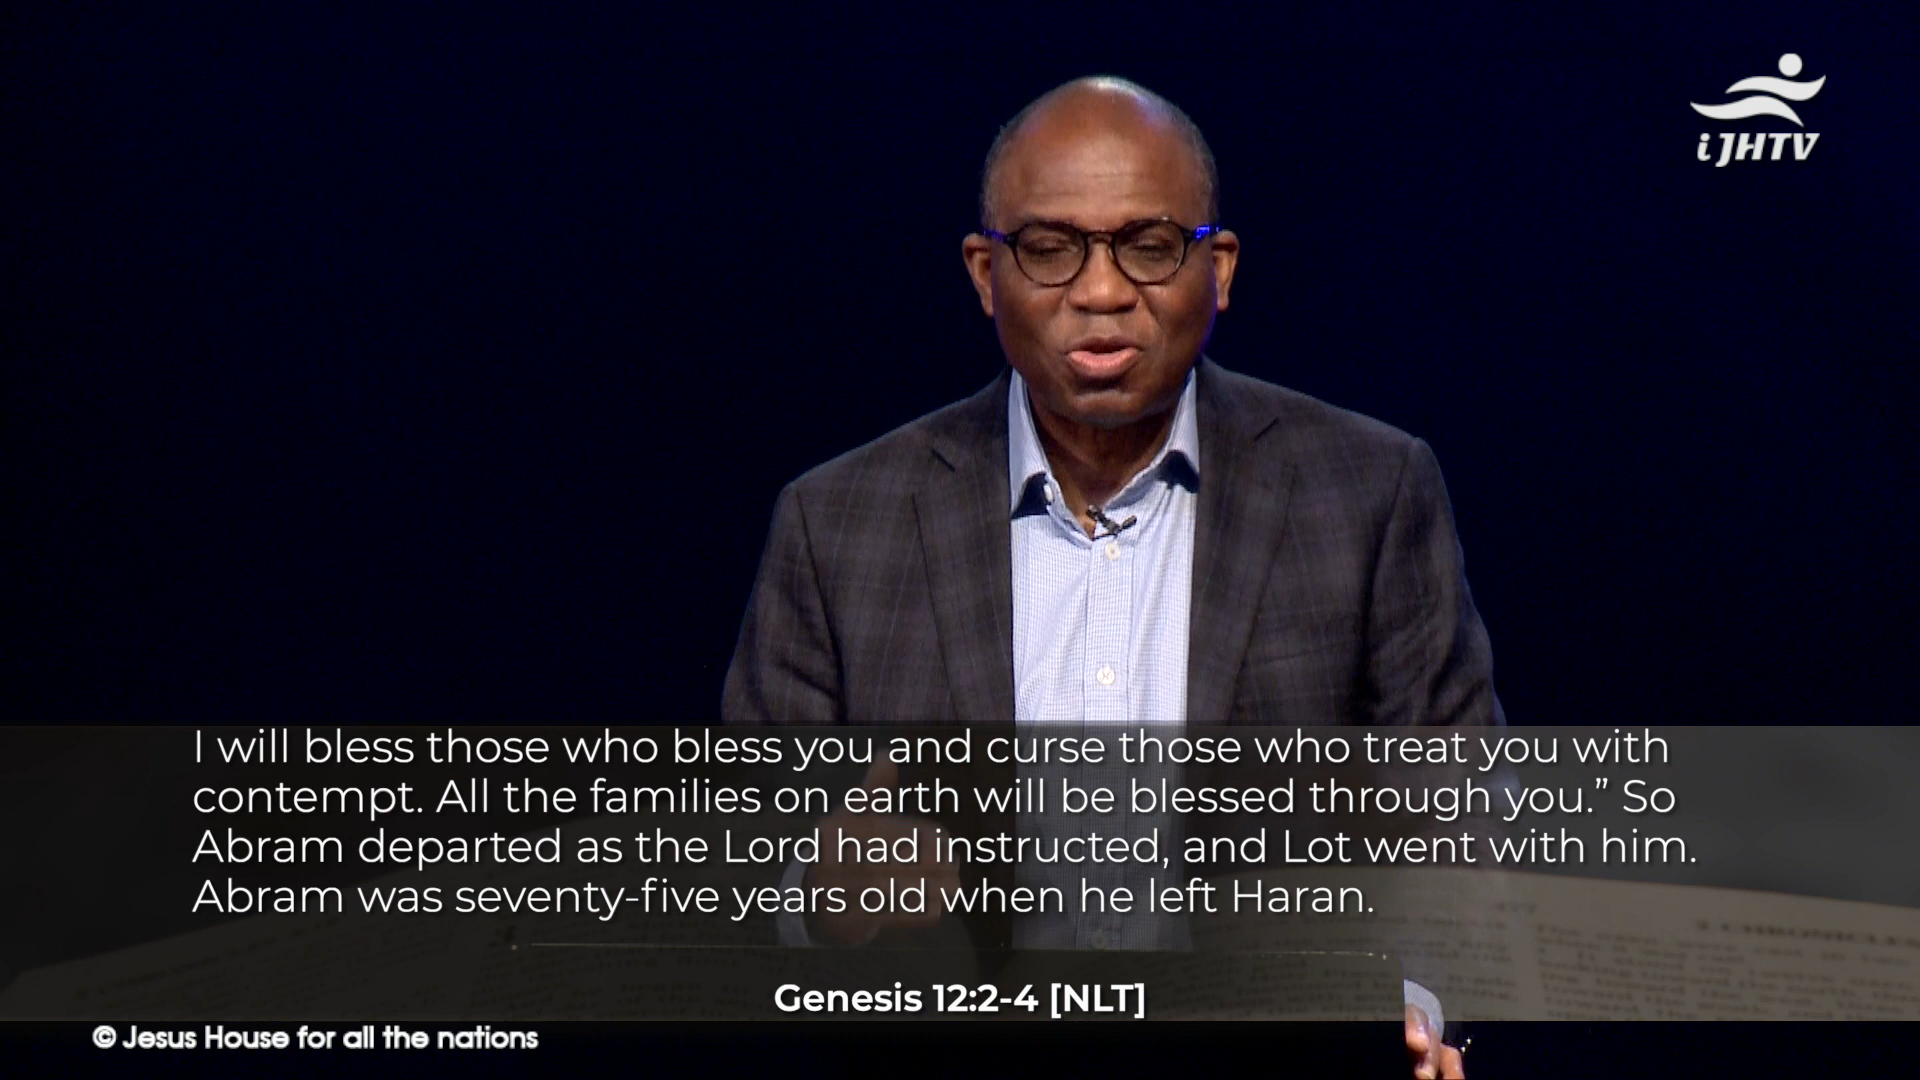 i JHTV
I will bless those who bless you and curse those who treat you with
contempt. All the families on earth will be blessed through you.” So
Abram departed as the Lord had instructed, and Lot went with him.
Abram was seventy-five years old when he left Haran.
Genesis 12:2-4 [NLT]
© Jesus House for all the nations